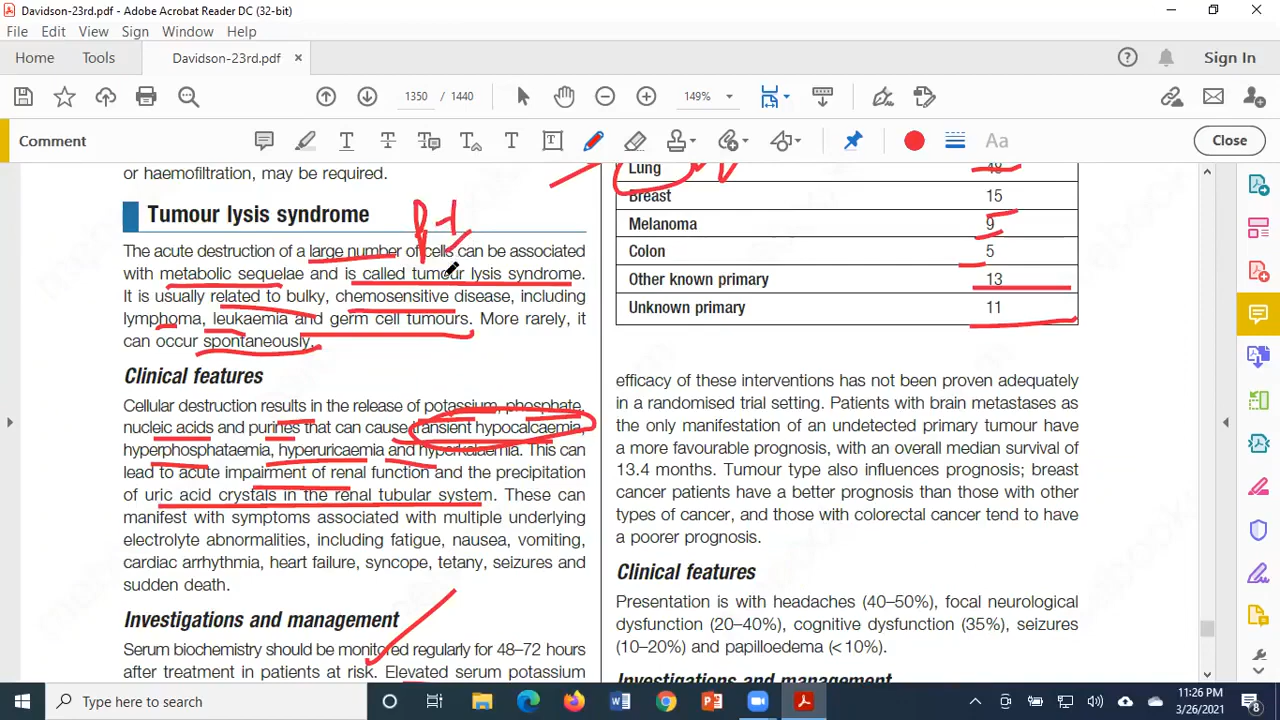 Davidson-23rd.pdf - Adobe Acrobat Reader DC (32-bit)
File Edit View Sign Window Help
Home Tools Davidson-23rd.pdf × Sign In
1350 / 1440 149%
Comment Close
or haemofiltration, may be required.
Tumour lysis syndrome
The acute destruction of a large number of cells can be associated
with metabolic sequelae and is called tumour lysis syndrome.
It is usually related to bulky, chemosensitive disease, including
lymphoma, leukaemia and germ cell tumours. More rarely, it
can occur spontaneously.
Clinical features
Cellular destruction results in the release of potassium, phosphate,
nucleic acids and purines that can cause transient hypocalcaemia,
hyperphosphataemia, hyperuricaemia and hyperkalaemia. This can
lead to acute impairment of renal function and the precipitation
of uric acid crystals in the renal tubular system. These can
manifest with symptoms associated with multiple underlying
electrolyte abnormalities, including fatigue, nausea, vomiting,
cardiac arrhythmia, heart failure, syncope, tetany, seizures and
sudden death.
Investigations and management
Serum biochemistry should be monitored regularly for 48–72 hours
after treatment in patients at risk. Elevated serum potassium
Lung 48
Breast 15
Melanoma 9
Colon 5
Other known primary 13
Unknown primary 11
efficacy of these interventions has not been proven adequately
in a randomised trial setting. Patients with brain metastases as
the only manifestation of an undetected primary tumour have
a more favourable prognosis, with an overall median survival of
13.4 months. Tumour type also influences prognosis; breast
cancer patients have a better prognosis than those with other
types of cancer, and those with colorectal cancer tend to have
a poorer prognosis.
Clinical features
Presentation is with headaches (40–50%), focal neurological
dysfunction (20–40%), cognitive dysfunction (35%), seizures
(10–20%) and papilloedema (<10%).
Investigations and management
Type here to search
11:26 PM
3/26/2021
8